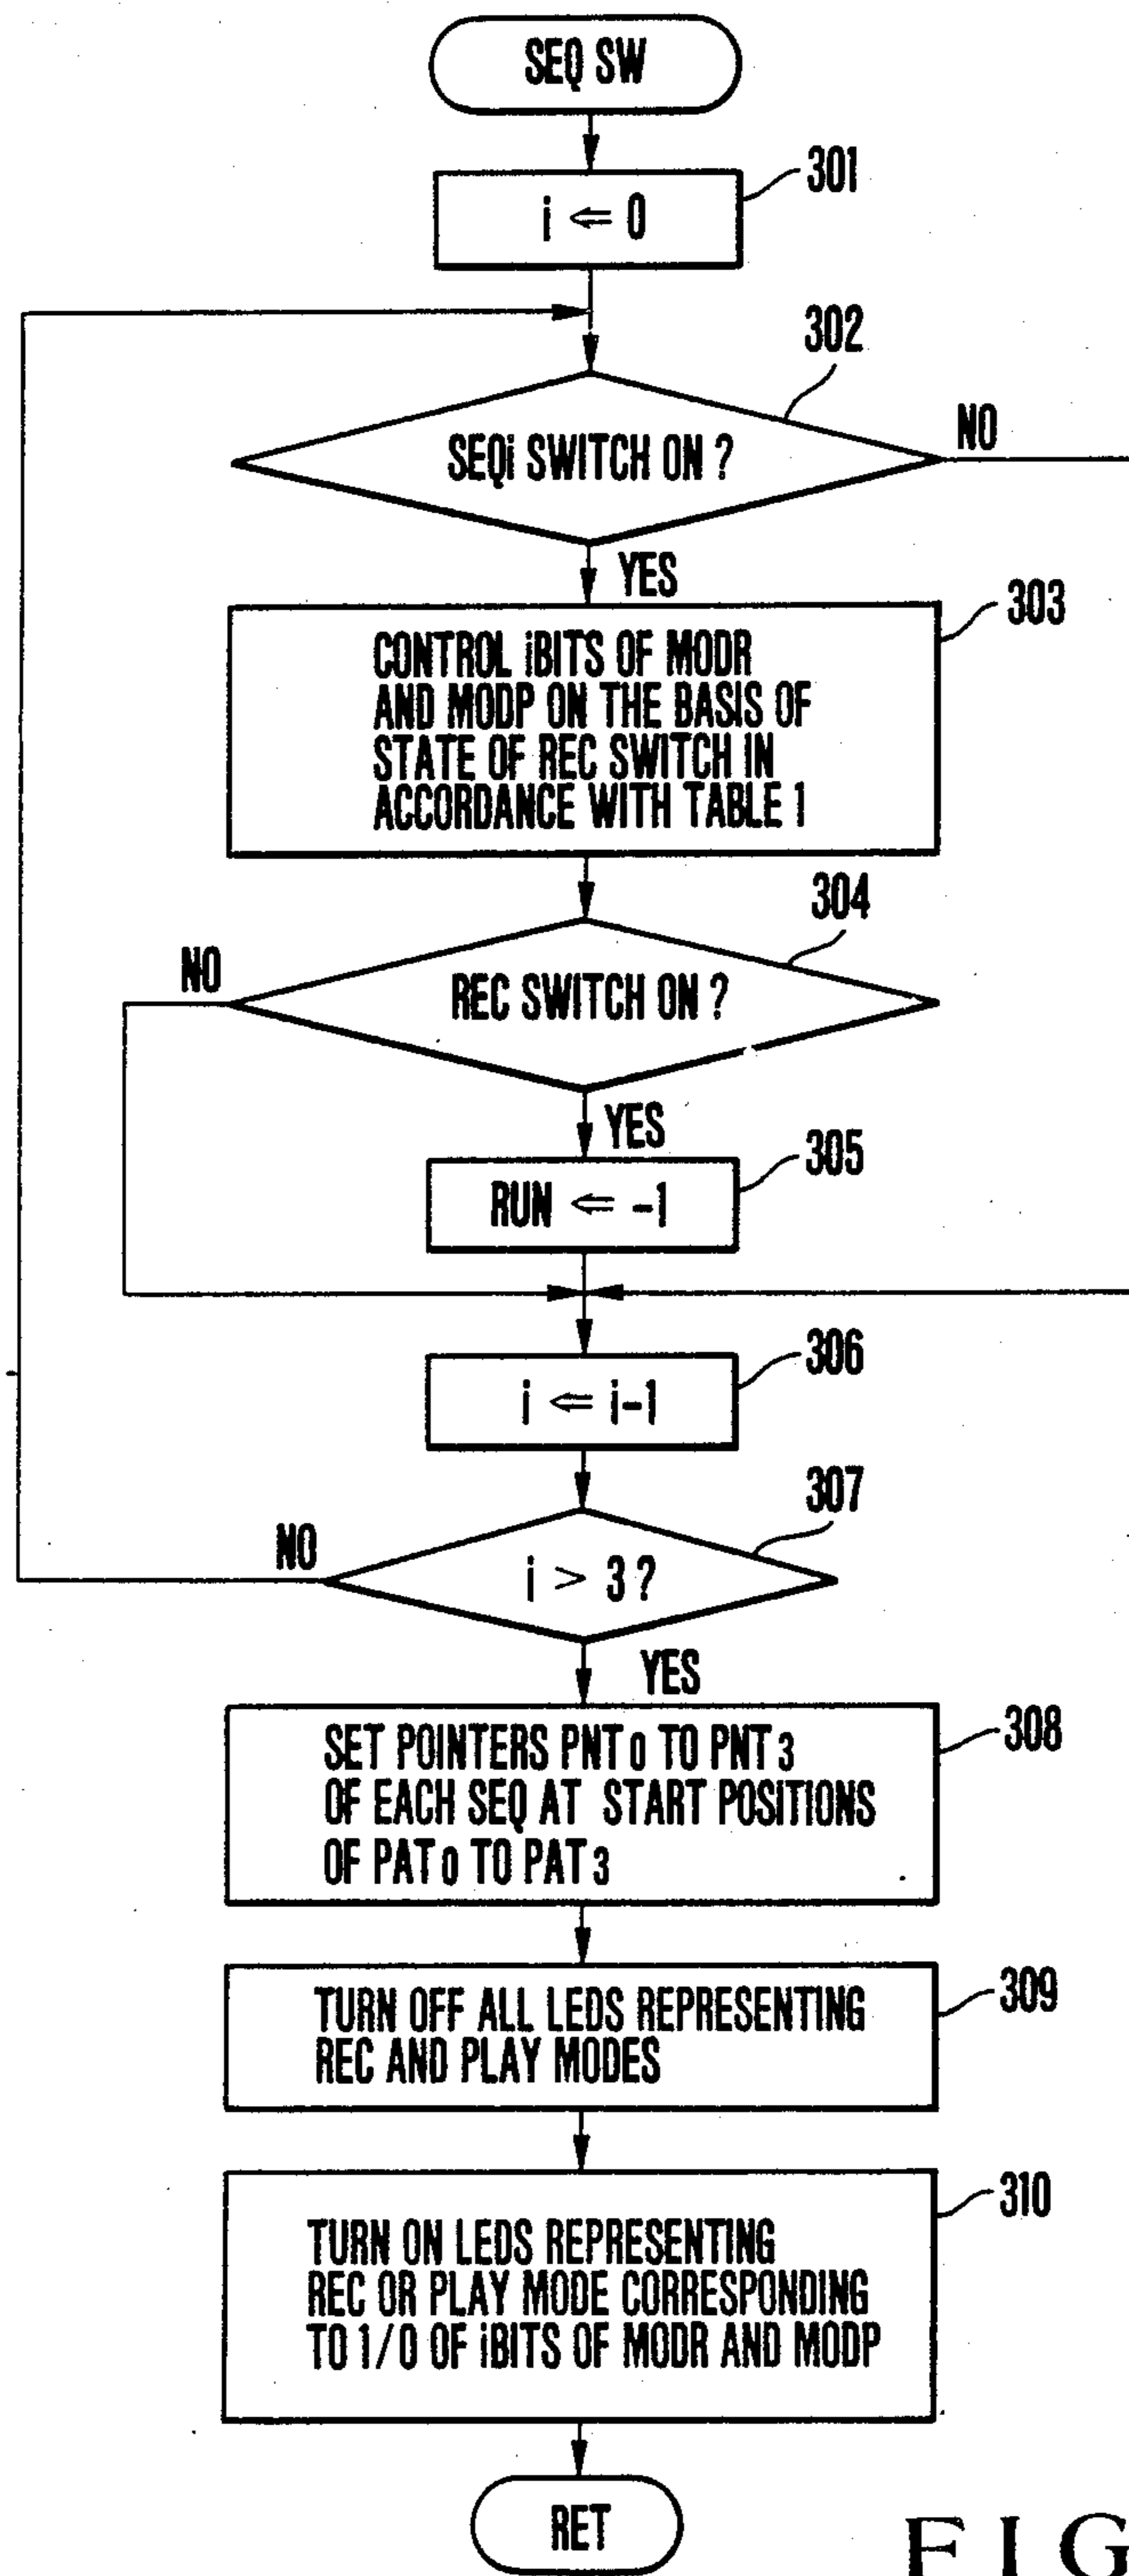 SEQ SW
301
i ⇐ 0
302
SEQi SWITCH ON ?
NO
YES
303
CONTROL iBITS OF MODR
AND MODP ON THE BASIS OF
STATE OF REC SWITCH IN
ACCORDANCE WITH TABLE 1
304
NO
REC SWITCH ON ?
YES
305
RUN ⇐ -1
306
i ⇐ i-1
307
NO
i > 3 ?
YES
308
SET POINTERS PNT0 TO PNT3
OF EACH SEQ AT START POSITIONS
OF PAT0 TO PAT3
309
TURN OFF ALL LEDS REPRESENTING
REC AND PLAY MODES
310
TURN ON LEDS REPRESENTING
REC OR PLAY MODE CORRESPONDING
TO 1/0 OF iBITS OF MODR AND MODP
RET
FIG